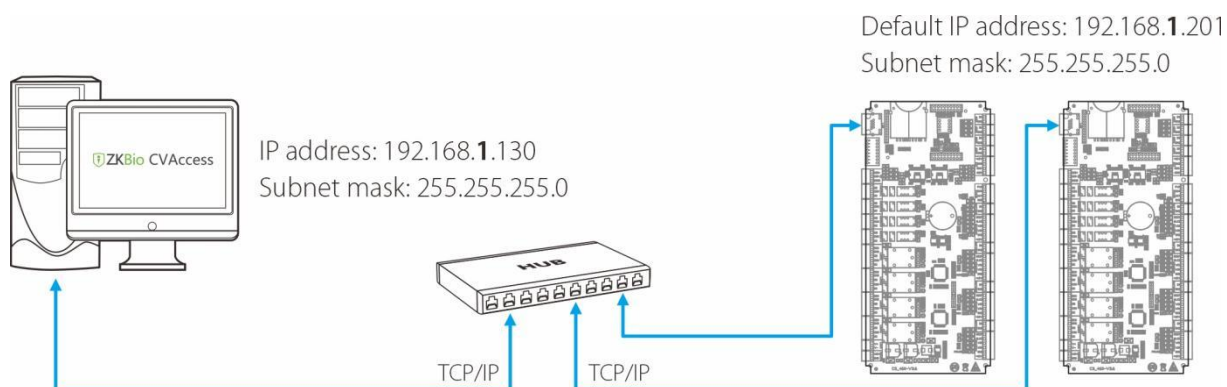 Default IP address: 192.168.1.201
Subnet mask: 255.255.255.0
ZKBio CVAccess
IP address: 192.168.1.130
Subnet mask: 255.255.255.0
HUB
TCP/IP
TCP/IP